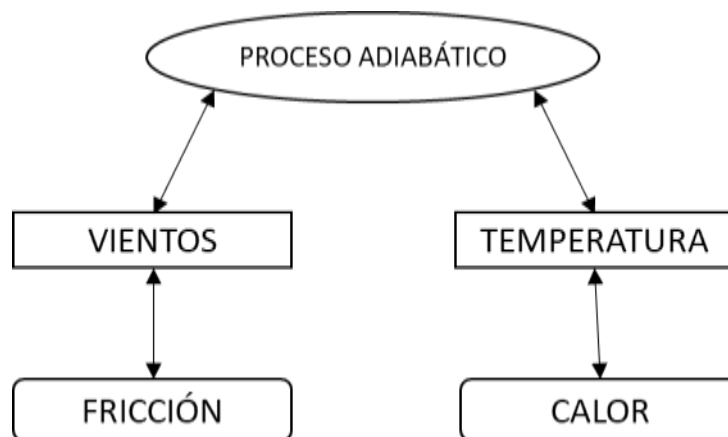 PROCESO ADIABÁTICO
VIENTOS
TEMPERATURA
FRICCIÓN
CALOR